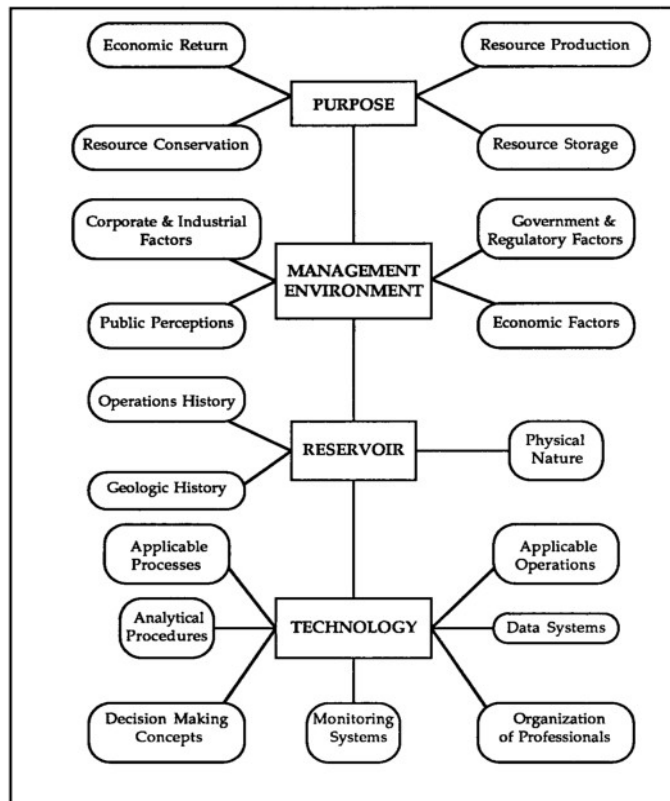 Economic Return
Resource Production
PURPOSE
Resource Conservation
Resource Storage
Corporate & Industrial
Factors
Government &
Regulatory Factors
MANAGEMENT
ENVIRONMENT
Public Perceptions
Economic Factors
Operations History
RESERVOIR
Physical
Nature
Geologic History
Applicable
Processes
Applicable
Operations
Analytical
Procedures
TECHNOLOGY
Data Systems
Decision Making
Concepts
Monitoring
Systems
Organization
of Professionals